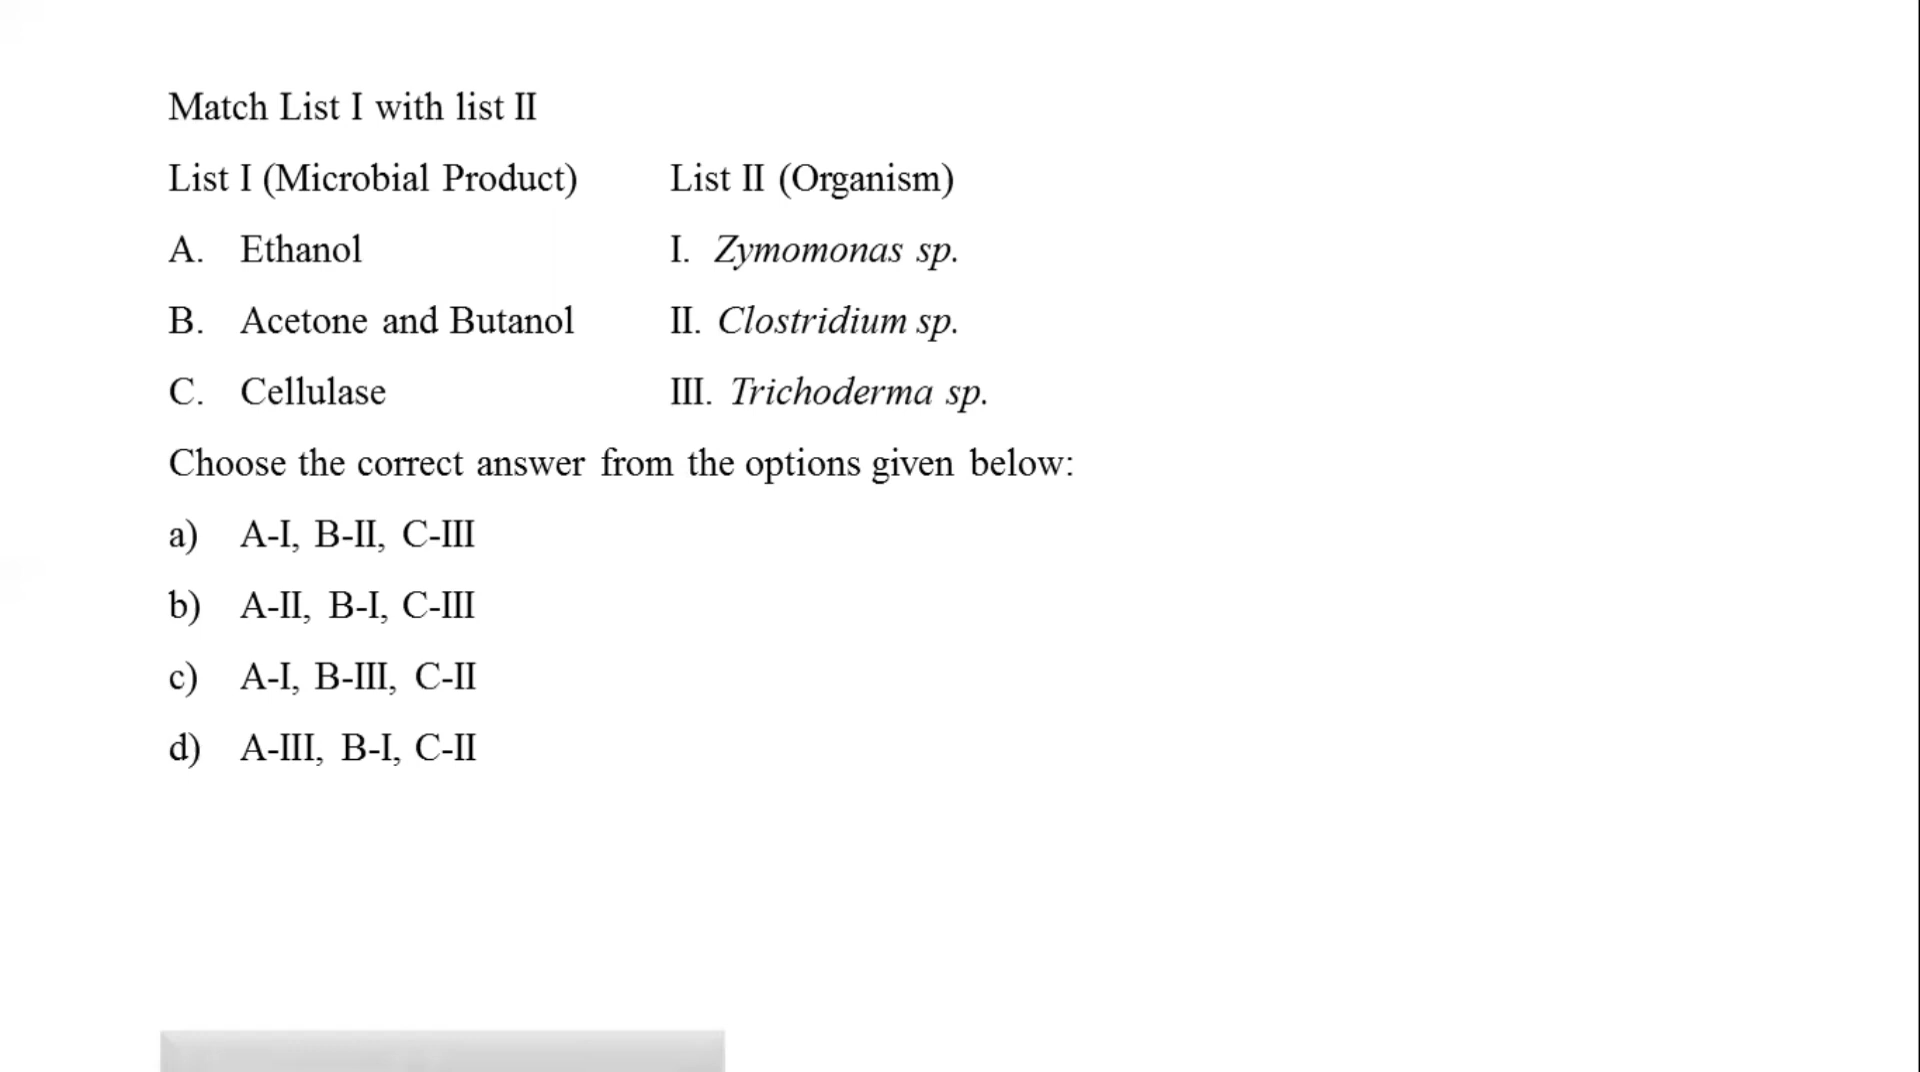 Match List I with list II
List I (Microbial Product) List II (Organism)
A. Ethanol I. Zymomonas sp.
B. Acetone and Butanol II. Clostridium sp.
C. Cellulase III. Trichoderma sp.
Choose the correct answer from the options given below:
a) A-I, B-II, C-III
b) A-II, B-I, C-III
c) A-I, B-III, C-II
d) A-III, B-I, C-II